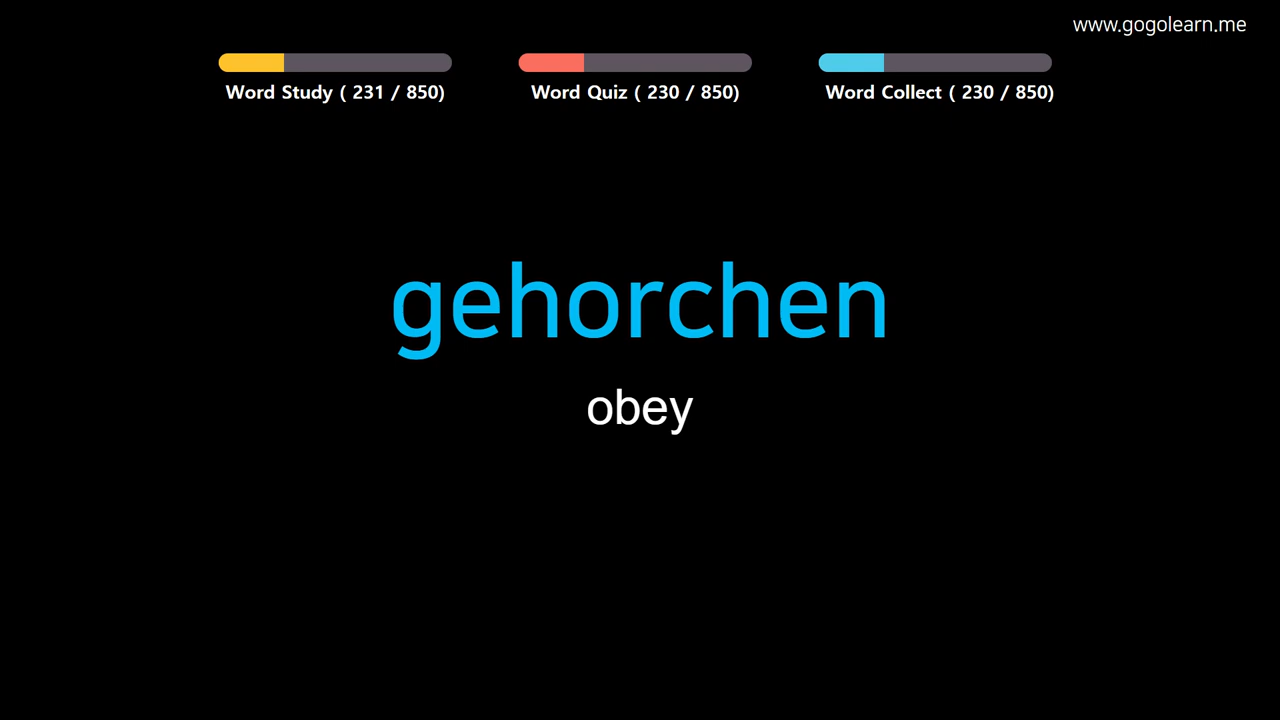 www.gogolearn.me
Word Study ( 231 / 850)
Word Quiz ( 230 / 850)
Word Collect ( 230 / 850)
gehorchen
obey